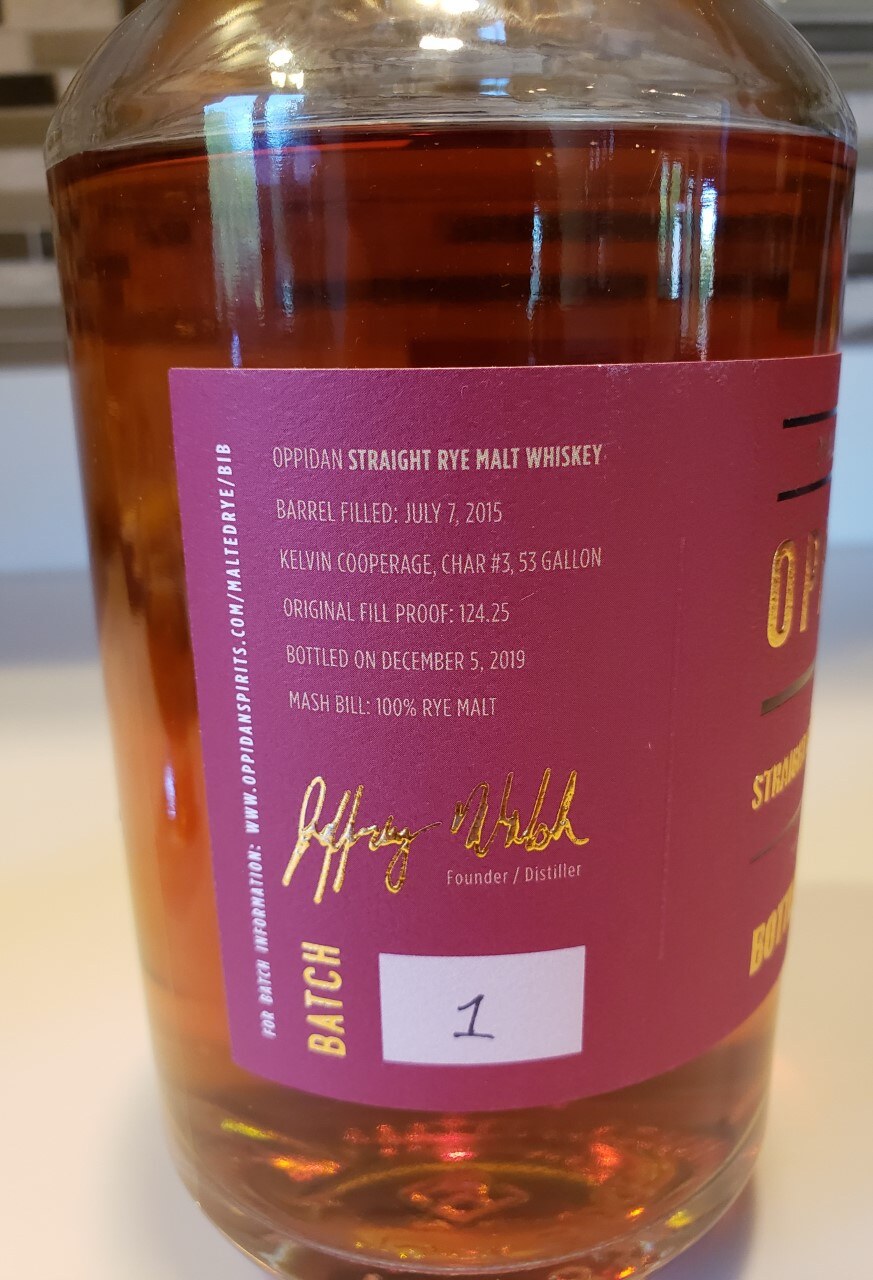 OPPIDAN STRAIGHT RYE MALT WHISKEY
BARREL FILLED: JULY 7, 2015
KELVIN COOPERAGE, CHAR #3, 53 GALLON
ORIGINAL FILL PROOF: 124.25
BOTTLED ON DECEMBER 5, 2019
MASH BILL: 100% RYE MALT
Jeffrey Walsh
Founder / Distiller
BATCH
1
FOR BATCH INFORMATION: WWW.OPPIDANSPIRITS.COM/MALTEDRYE/BIB